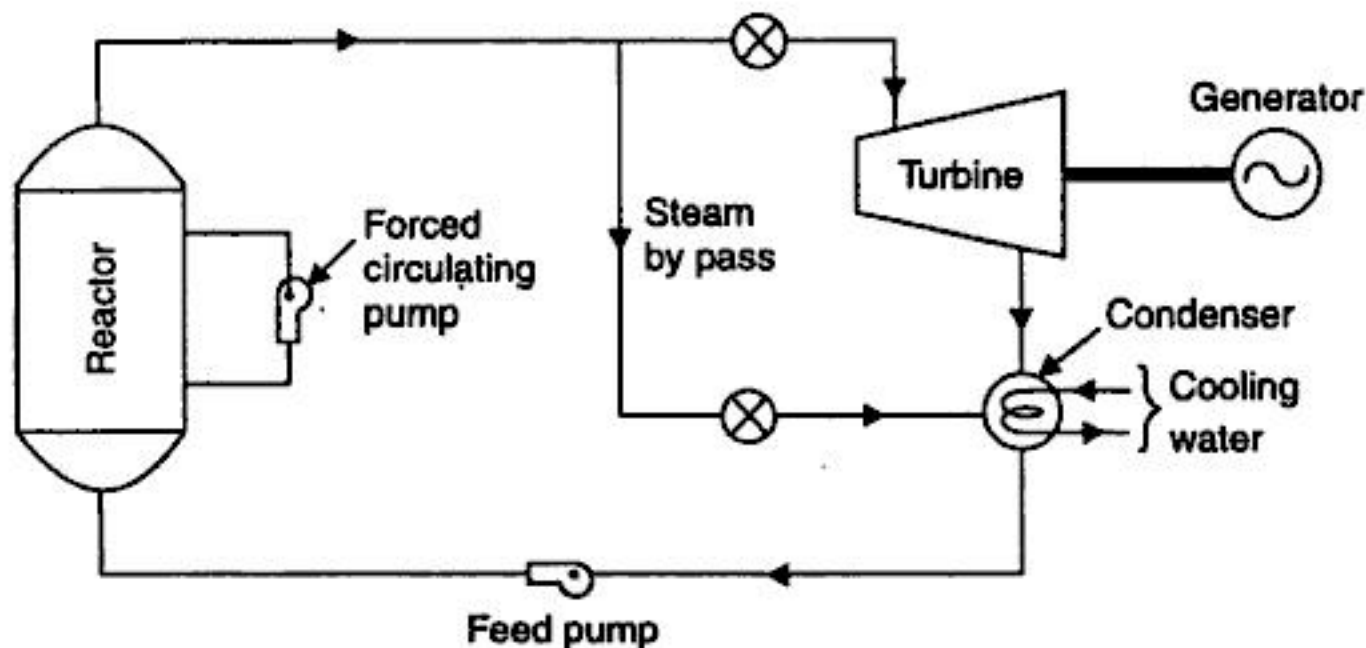 Generator
Turbine
Steam
by pass
Forced
circulating
pump
Reactor
Condenser
Cooling
water
Feed pump